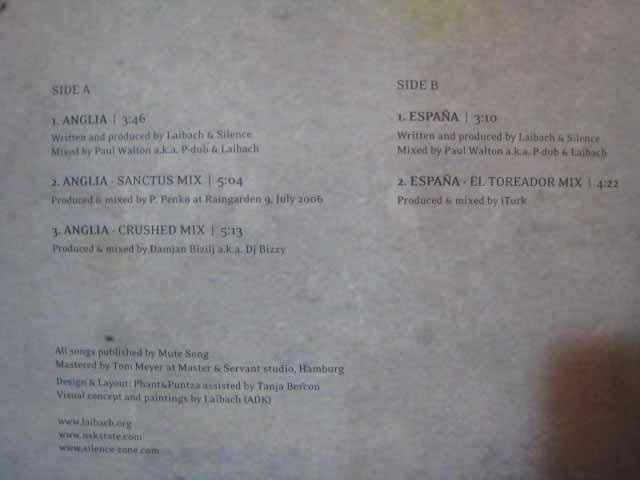 SIDE A
1. ANGLIA | 3:46
Written and produced by Laibach & Silence
Mixed by Paul Walton a.k.a. P-dub & Laibach
2. ANGLIA · SANCTUS MIX | 5:04
Produced & mixed by P. Penko at Raingarden 9, July 2006
3. ANGLIA · CRUSHED MIX | 5:13
Produced & mixed by Damjan Bizilj a.k.a. Dj Bizzy
SIDE B
1. ESPAÑA | 3:10
Written and produced by Laibach & Silence
Mixed by Paul Walton a.k.a. P-dub & Laibach
2. ESPAÑA · EL TOREADOR MIX | 4:22
Produced & mixed by iTurk
All songs published by Mute Song
Mastered by Tom Meyer at Master & Servant studio, Hamburg
Design & Layout: Phant&Puntza assisted by Tanja Bercon
Visual concept and paintings by Laibach (ADK)
www.laibach.org
www.nskstate.com
www.silence-zone.com